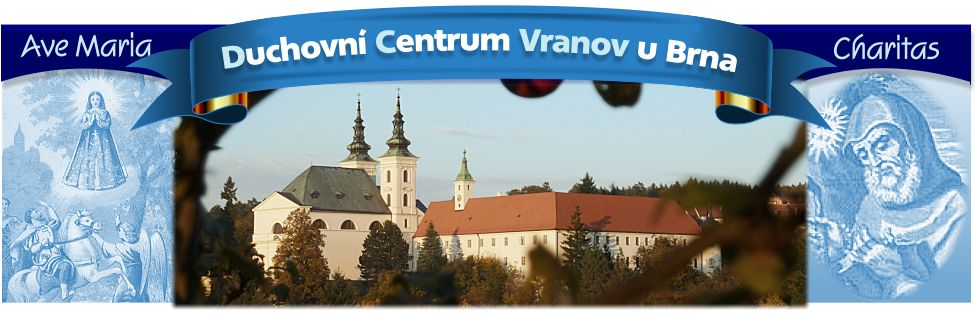 Ave Maria
Duchovní Centrum Vranov u Brna
Charitas